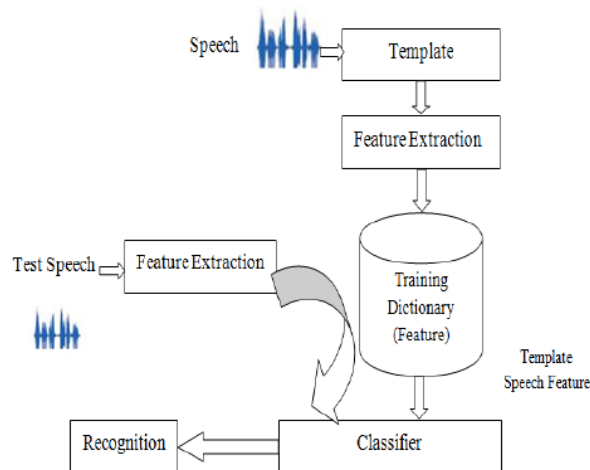 Speech
Template
Feature Extraction
Test Speech
Feature Extraction
Training
Dictionary
(Feature)
Template
Speech Feature
Recognition
Classifier